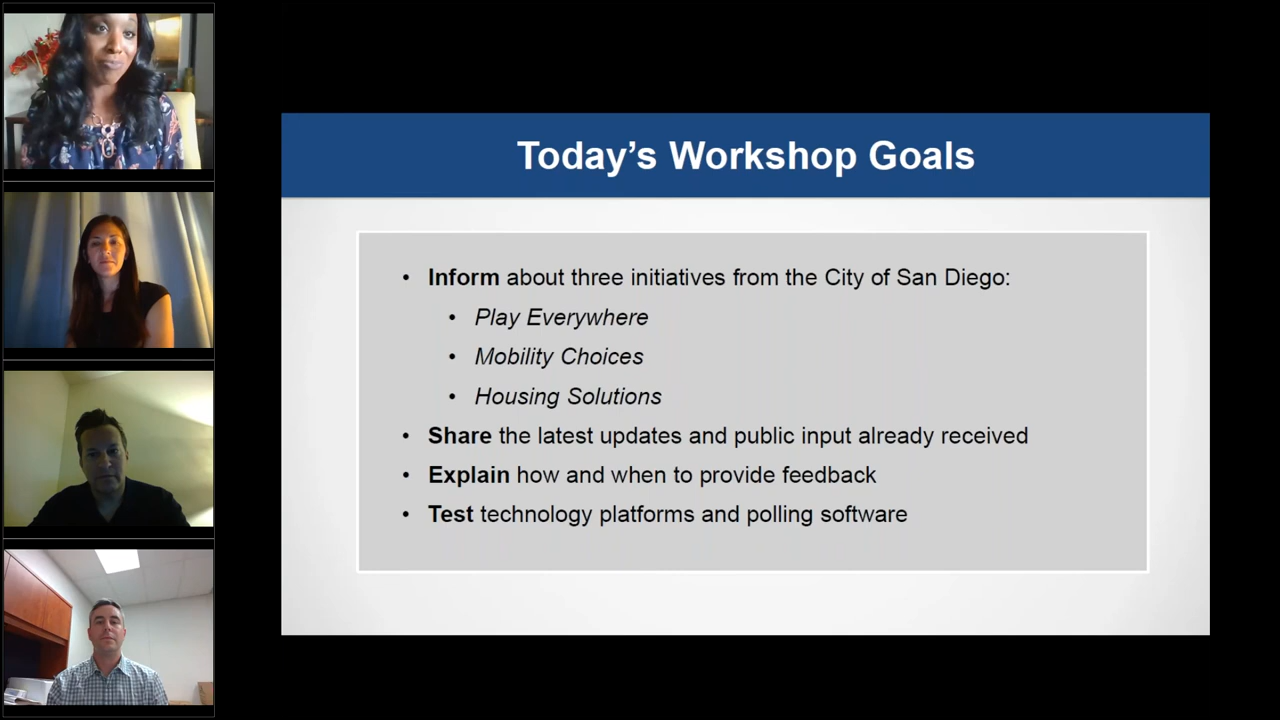 Today's Workshop Goals
• Inform about three initiatives from the City of San Diego:
• Play Everywhere
• Mobility Choices
• Housing Solutions
• Share the latest updates and public input already received
• Explain how and when to provide feedback
• Test technology platforms and polling software